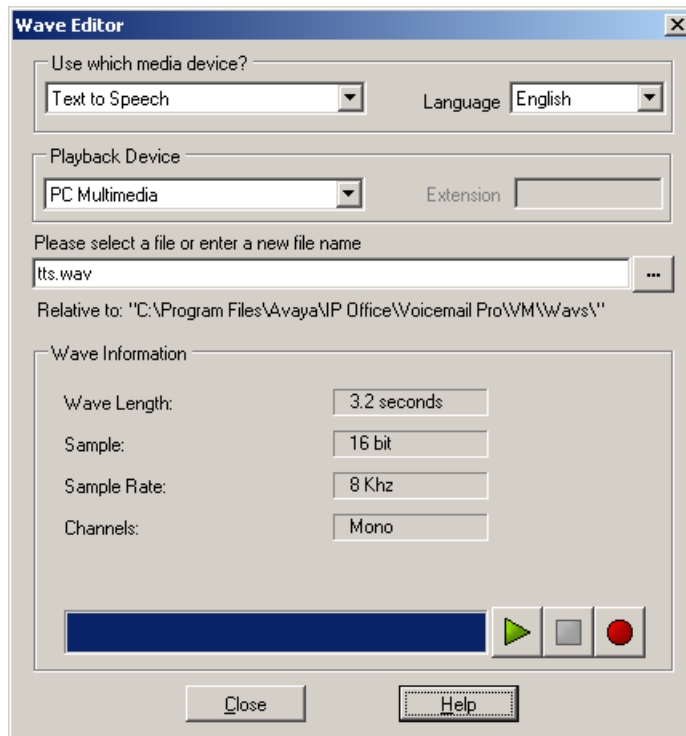 Wave Editor
Use which media device?
Text to Speech
Language English
Playback Device
PC Multimedia
Extension
Please select a file or enter a new file name
tts.wav
...
Relative to: "C:\Program Files\Avaya\IP Office\Voicemail Pro\VM\Wavs\"
Wave Information
Wave Length: 3.2 seconds
Sample: 16 bit
Sample Rate: 8 Khz
Channels: Mono
Close Help